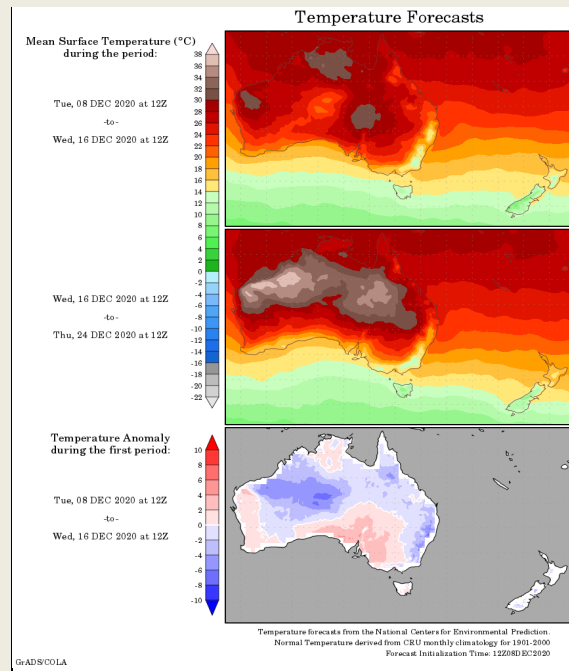 Temperature Forecasts
Mean Surface Temperature (°C)
during the period:
Tue, 08 DEC 2020 at 12Z
-to-
Wed, 16 DEC 2020 at 12Z
38
36
34
32
30
28
26
24
22
20
18
16
14
12
10
8
6
4
2
0
-2
-4
-6
-8
-10
-12
-14
-16
-18
-20
-22
Wed, 16 DEC 2020 at 12Z
-to-
Thu, 24 DEC 2020 at 12Z
Temperature Anomaly
during the first period:
Tue, 08 DEC 2020 at 12Z
-to-
Wed, 16 DEC 2020 at 12Z
10
8
6
4
2
0
-2
-4
-6
-8
-10
Temperature forecasts from the National Centers for Environmental Prediction.
Normal Temperature derived from CRU monthly climatology for 1901-2000
Forecast Initialization Time: 12Z08DEC2020
GrADS/COLA